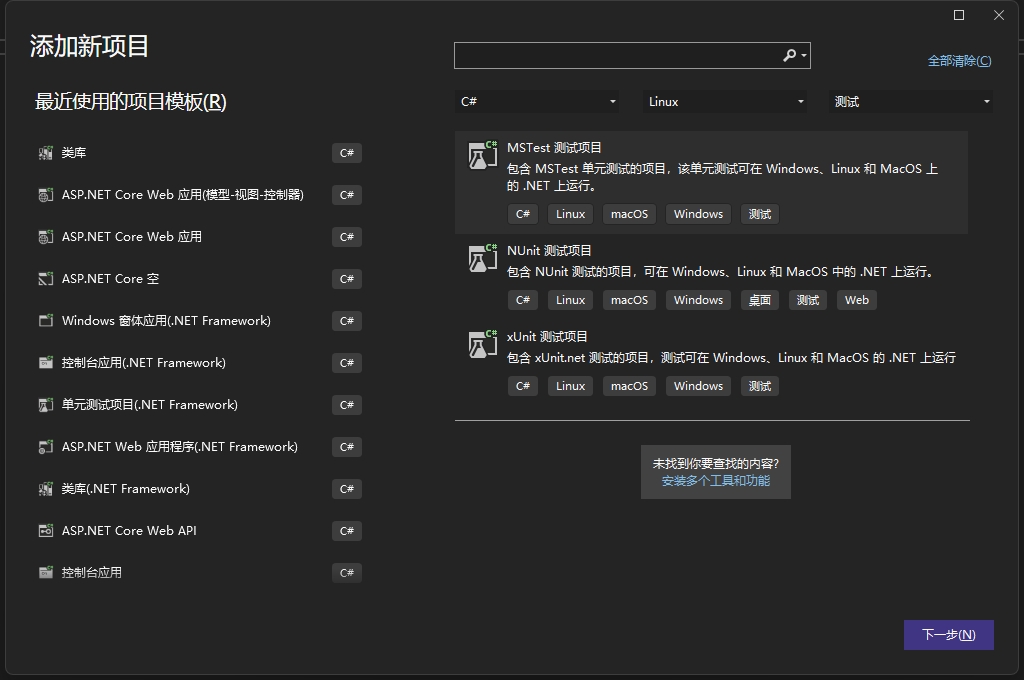 添加新项目
全部清除(C)
最近使用的项目模板(R)
C#
Linux
测试
类库
C#
ASP.NET Core Web 应用(模型-视图-控制器)
C#
ASP.NET Core Web 应用
C#
ASP.NET Core 空
C#
Windows 窗体应用(.NET Framework)
C#
控制台应用(.NET Framework)
C#
单元测试项目(.NET Framework)
C#
ASP.NET Web 应用程序(.NET Framework)
C#
类库(.NET Framework)
C#
ASP.NET Core Web API
C#
控制台应用
C#
C#
MSTest 测试项目
包含 MSTest 单元测试的项目，该单元测试可在 Windows、Linux 和 MacOS 上
的 .NET 上运行。
C# Linux macOS Windows 测试
C#
NUnit 测试项目
包含 NUnit 测试的项目，可在 Windows、Linux 和 MacOS 中的 .NET 上运行。
C# Linux macOS Windows 桌面 测试 Web
C#
xUnit 测试项目
包含 xUnit.net 测试的项目，测试可在 Windows、Linux 和 MacOS 的 .NET 上运行
C# Linux macOS Windows 测试
未找到你要查找的内容?
安装多个工具和功能
下一步(N)